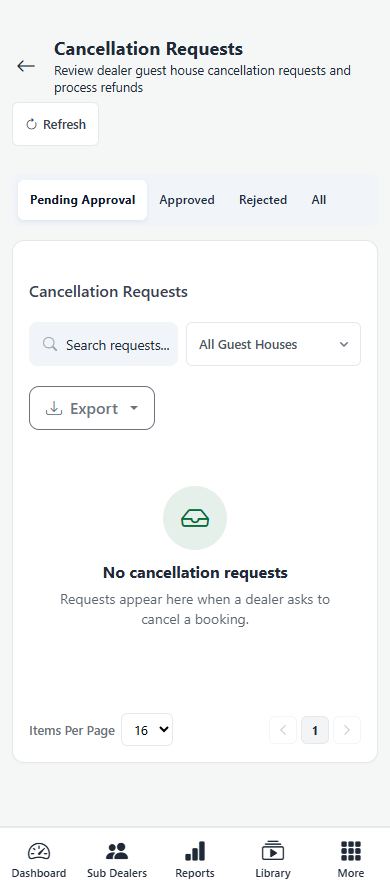 Cancellation Requests
Review dealer guest house cancellation requests and
process refunds
Refresh
Pending Approval Approved Rejected All
Cancellation Requests
Search requests... All Guest Houses
Export
No cancellation requests
Requests appear here when a dealer asks to
cancel a booking.
Items Per Page 16 1
Dashboard Sub Dealers Reports Library More